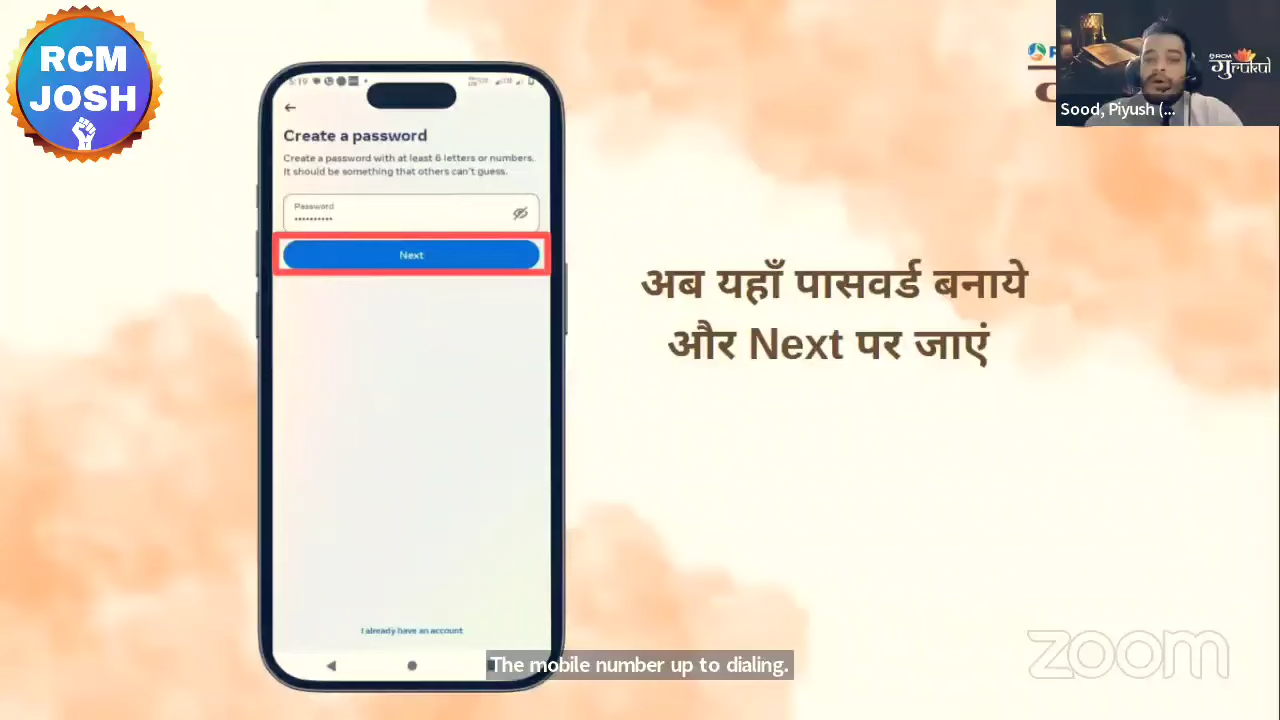 RCM
JOSH
Create a password
Create a password with at least 6 letters or numbers.
It should be something that others can't guess.
Password
Next
I already have an account
अब यहाँ पासवर्ड बनाये
और Next पर जाएं
RCM
गुrukul
Sood, Piyush (...
The mobile number up to dialing.
zoom